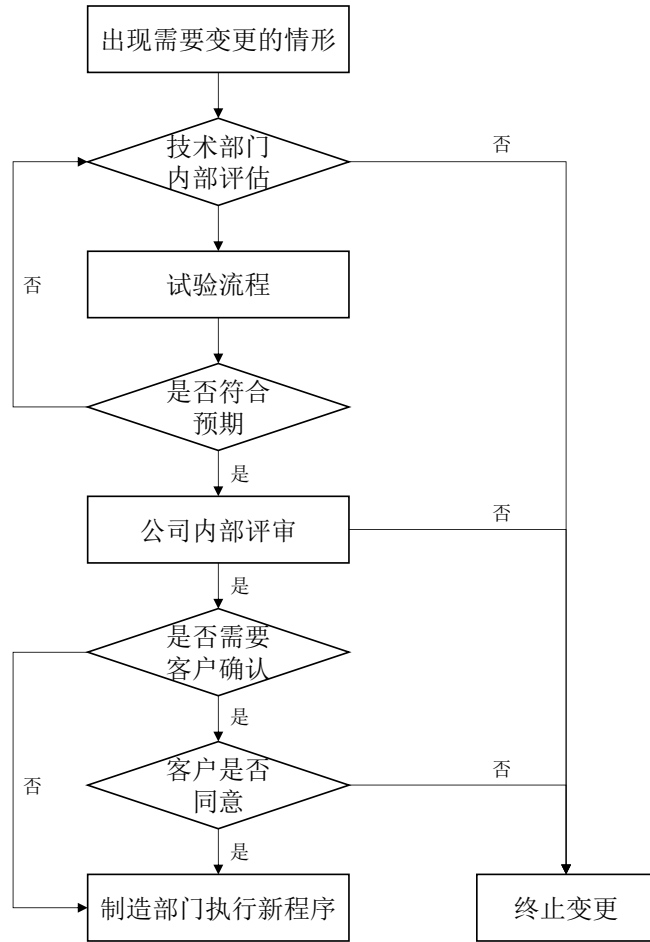 出现需要变更的情形
技术部门
内部评估
否
否
试验流程
是否符合
预期
是
公司内部评审
否
是
是否需要
客户确认
是
否
客户是否
同意
否
是
制造部门执行新程序
终止变更